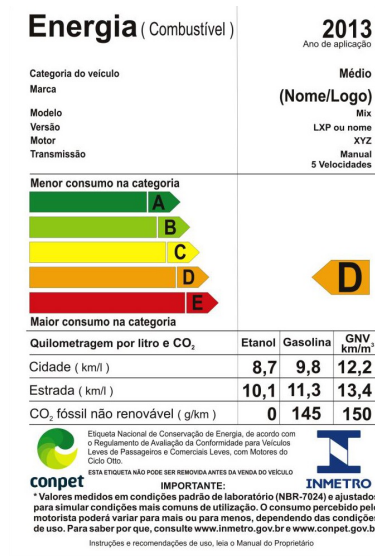 Energia ( Combustível )
2013
Ano de aplicação
Categoria do veículo Médio
Marca (Nome/Logo)
Modelo Mix
Versão LXP ou nome
Motor XYZ
Transmissão Manual
5 Velocidades
Menor consumo na categoria
A
B
C
D
D
E
Maior consumo na categoria
Quilometragem por litro e CO₂ Etanol Gasolina GNV km/m³
Cidade ( km/l ) 8,7 9,8 12,2
Estrada ( km/l ) 10,1 11,3 13,4
CO₂ fóssil não renovável ( g/km ) 0 145 150
Etiqueta Nacional de Conservação de Energia, de acordo com
o Regulamento de Avaliação da Conformidade para Veículos
Leves de Passageiros e Comerciais Leves, com Motores do
Ciclo Otto.
ESTA ETIQUETA NÃO PODE SER REMOVIDA ANTES DA VENDA DO VEÍCULO
conpet
INMETRO
IMPORTANTE:
* Valores medidos em condições padrão de laboratório (NBR-7024) e ajustados
para simular condições mais comuns de utilização. O consumo percebido pelo
motorista poderá variar para mais ou para menos, dependendo das condições
de uso. Para saber por que, consulte www.inmetro.gov.br e www.conpet.gov.b
Instruções e recomendações de uso, leia o Manual do Proprietário